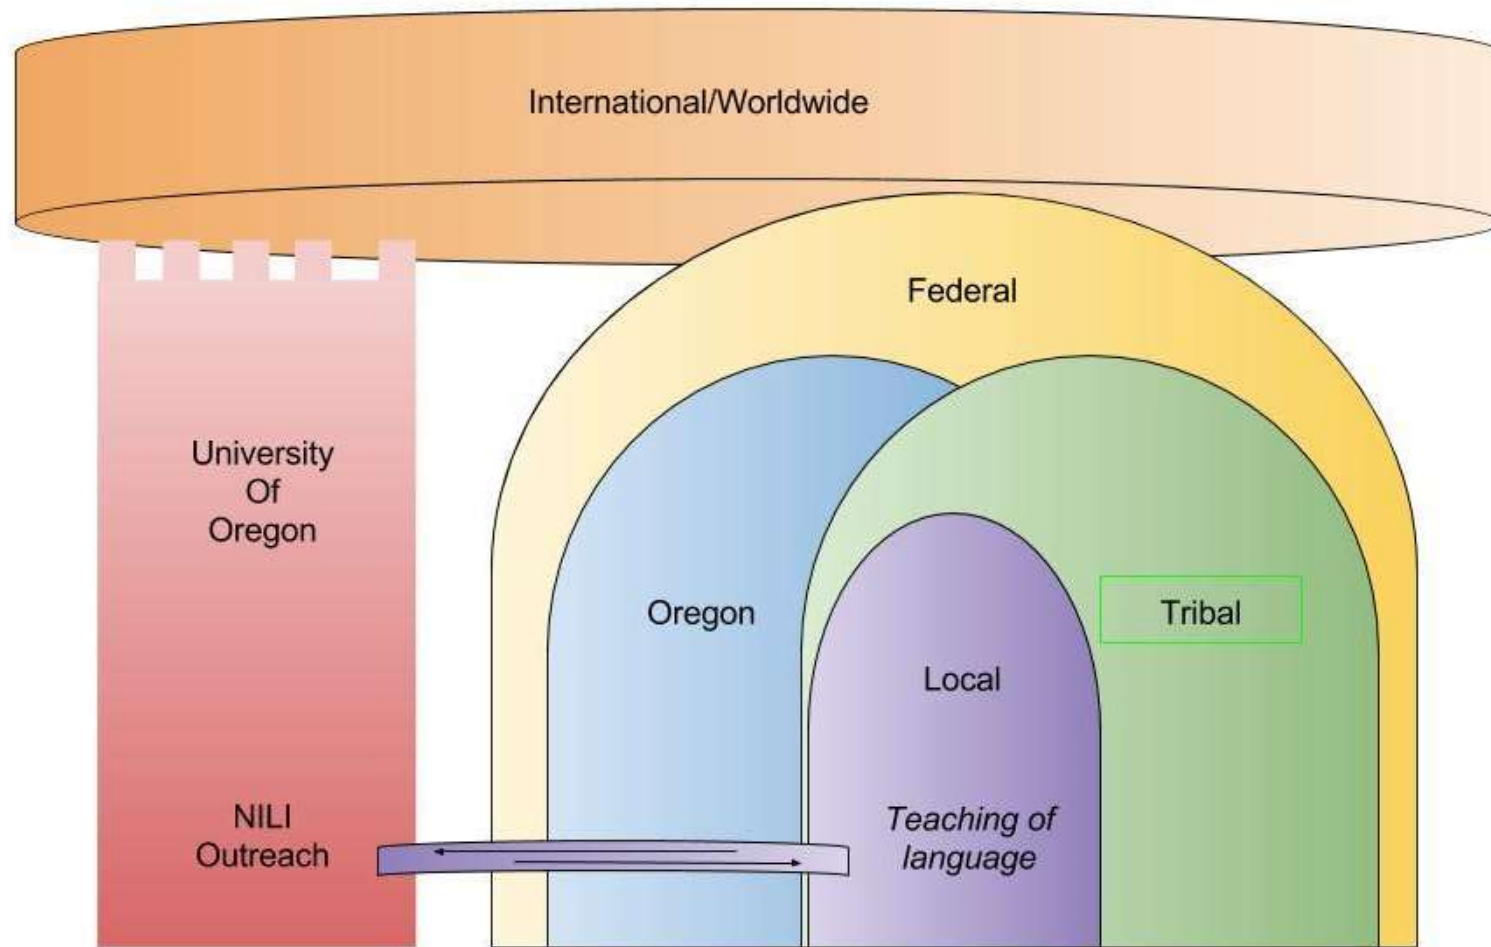 International/Worldwide
Federal
University
Of
Oregon
Oregon
Tribal
Local
NILI
Outreach
Teaching of
language